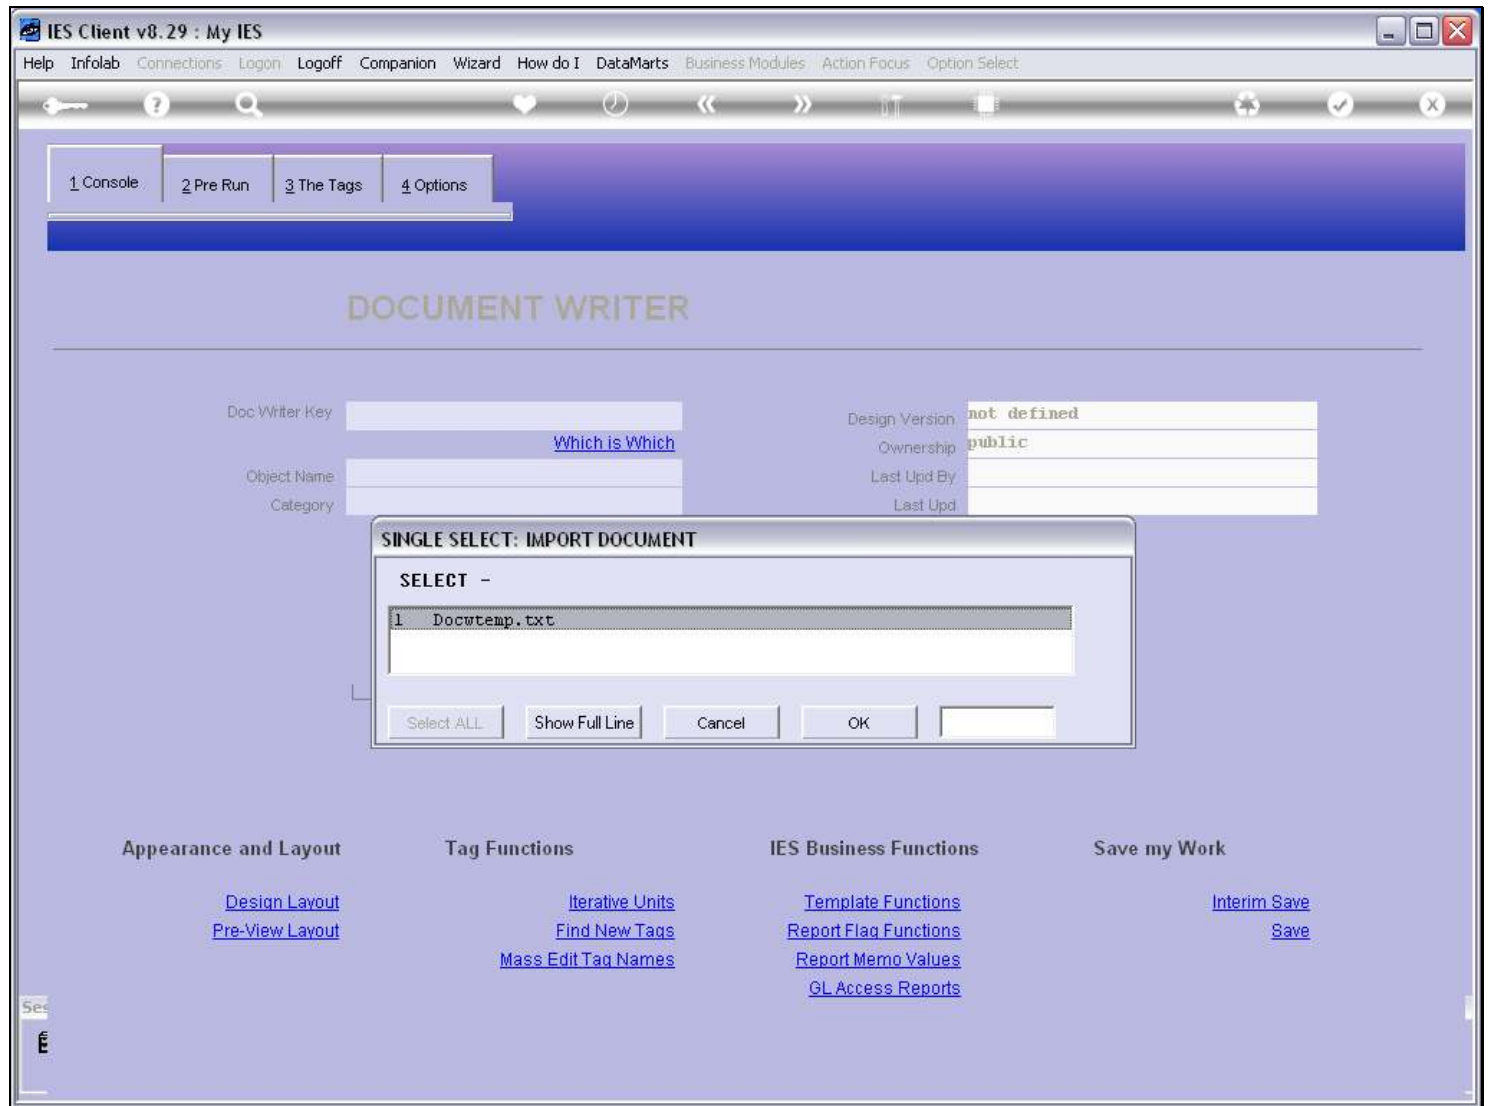 IES Client v8.29 : My IES
Help Infolab Connections Logon Logoff Companion Wizard How do I DataMarts Business Modules Action Focus Option Select
1 Console 2 Pre Run 3 The Tags 4 Options
DOCUMENT WRITER
Doc Writer Key
Design Version not defined
Which is Which
Ownership public
Object Name
Last Upd By
Category
Last Upd
SINGLE SELECT: IMPORT DOCUMENT
SELECT -
1 Docwtemp.txt
Select ALL Show Full Line Cancel OK
Appearance and Layout Tag Functions IES Business Functions Save my Work
Design Layout Iterative Units Template Functions Interim Save
Pre-View Layout Find New Tags Report Flag Functions Save
Mass Edit Tag Names Report Memo Values
GL Access Reports